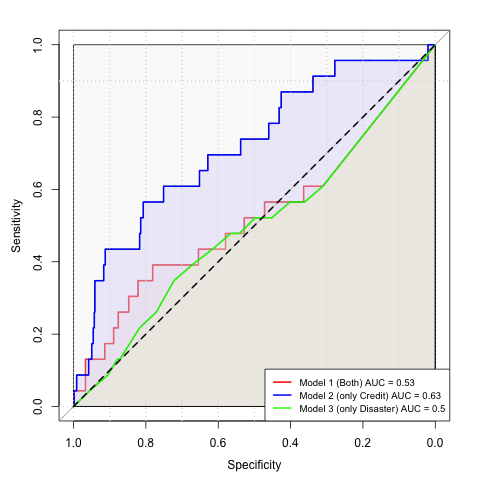 Sensitivity
1.0
0.8
0.6
0.4
0.2
0.0
Model 1 (Both) AUC = 0.53
Model 2 (only Credit) AUC = 0.63
Model 3 (only Disaster) AUC = 0.5
1.0 0.8 0.6 0.4 0.2 0.0
Specificity